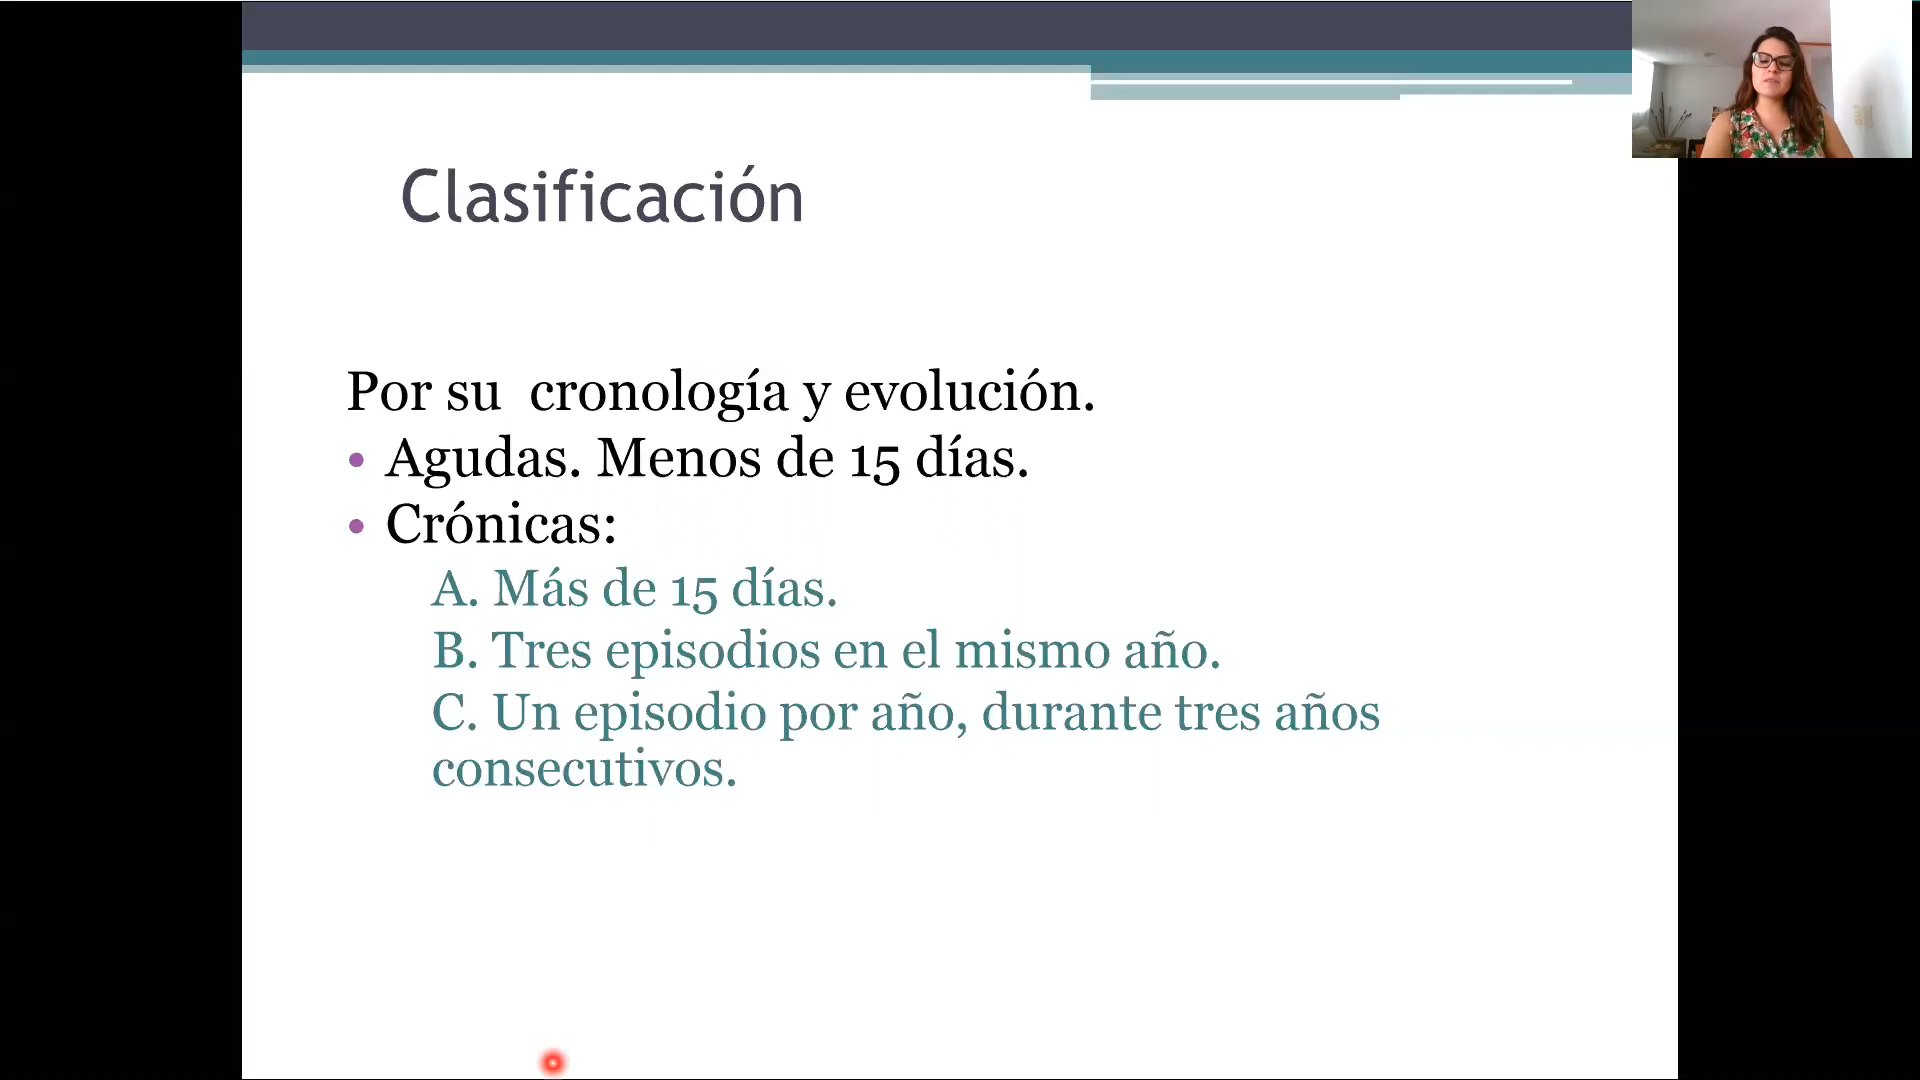 Clasificación
Por su cronología y evolución.
• Agudas. Menos de 15 días.
• Crónicas:
A. Más de 15 días.
B. Tres episodios en el mismo año.
C. Un episodio por año, durante tres años
consecutivos.